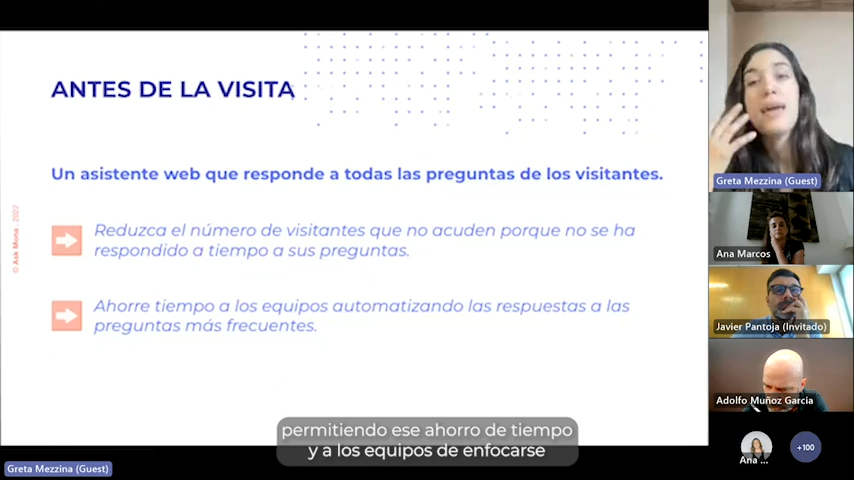 ANTES DE LA VISITA
Un asistente web que responde a todas las preguntas de los visitantes.
Reduzca el número de visitantes que no acuden porque no se ha
respondido a tiempo a sus preguntas.
Ahorre tiempo a los equipos automatizando las respuestas a las
preguntas más frecuentes.
© Ask Mona - 2022
permitiendo ese ahorro de tiempo
y a los equipos de enfocarse
Greta Mezzina (Guest)
Greta Mezzina (Guest)
Ana Marcos
Javier Pantoja (Invitado)
Adolfo Muñoz Garcia
Ana ...
+100